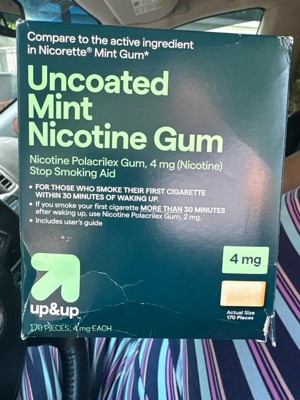 Compare to the active ingredient
in Nicorette® Mint Gum*
Uncoated
Mint
Nicotine Gum
Nicotine Polacrilex Gum, 4 mg (Nicotine)
Stop Smoking Aid
• FOR THOSE WHO SMOKE THEIR FIRST CIGARETTE
WITHIN 30 MINUTES OF WAKING UP.
• If you smoke your first cigarette MORE THAN 30 MINUTES
after waking up, use Nicotine Polacrilex Gum, 2 mg.
• Includes user's guide
4 mg
up&up
Actual Size
170 Pieces
170 PIECES, 4 mg EACH